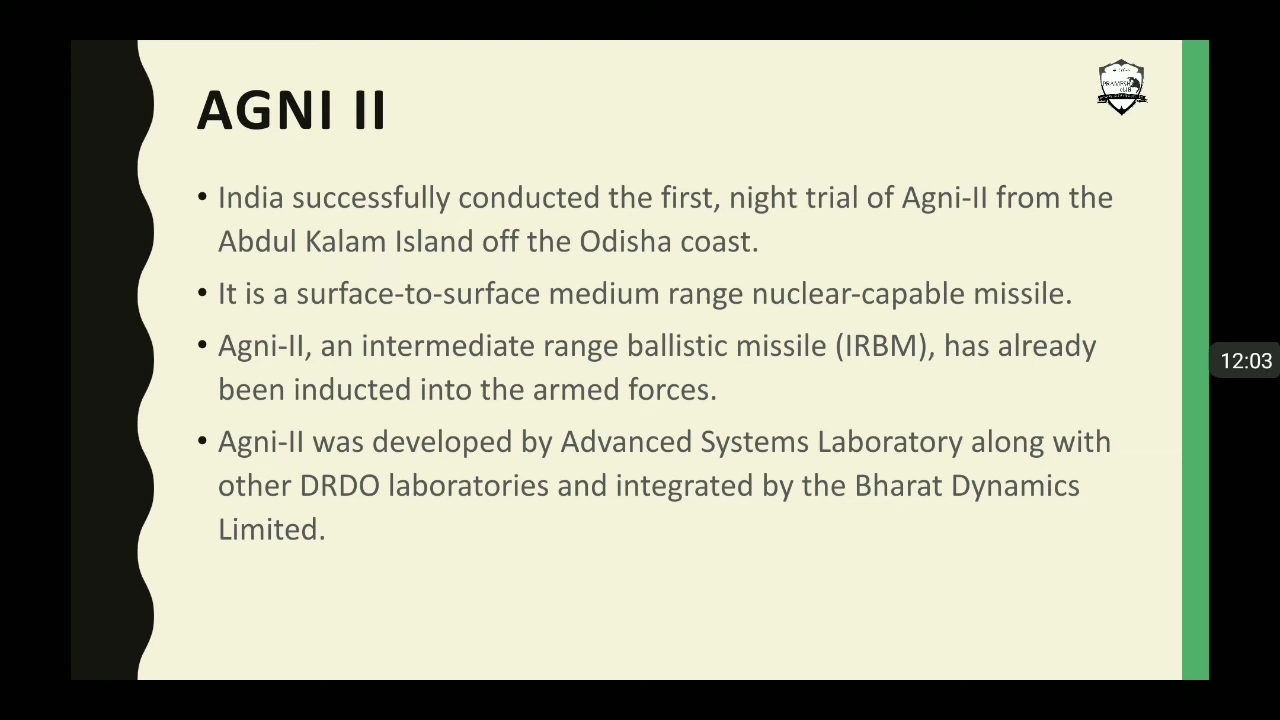 AGNI II
• India successfully conducted the first, night trial of Agni-II from the
Abdul Kalam Island off the Odisha coast.
• It is a surface-to-surface medium range nuclear-capable missile.
• Agni-II, an intermediate range ballistic missile (IRBM), has already
been inducted into the armed forces.
• Agni-II was developed by Advanced Systems Laboratory along with
other DRDO laboratories and integrated by the Bharat Dynamics
Limited.
12:03